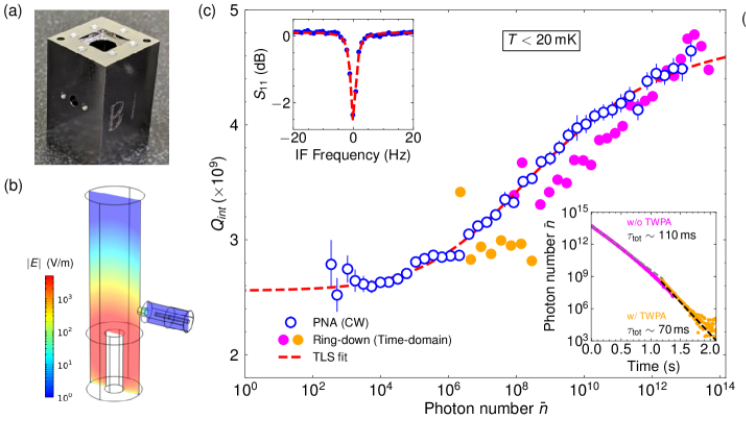 (a)
B
(b)
|E| (V/m)
10³
10²
10¹
10⁰
(c)
Q_int (×10⁹)
5
4
3
2
T < 20 mK
S₁₁ (dB)
0
−2
−20 0 20
IF Frequency (Hz)
PNA (CW)
Ring-down (Time-domain)
TLS fit
10⁰ 10² 10⁴ 10⁶ 10⁸ 10¹⁰ 10¹² 10¹⁴
Photon number n̄
Photon number n̄
10¹⁵
10¹²
10⁹
10⁶
10³
w/o TWPA
τ_tot ~ 110 ms
w/ TWPA
τ_tot ~ 70 ms
0.0 0.5 1.0 1.5 2.0
Time (s)
(